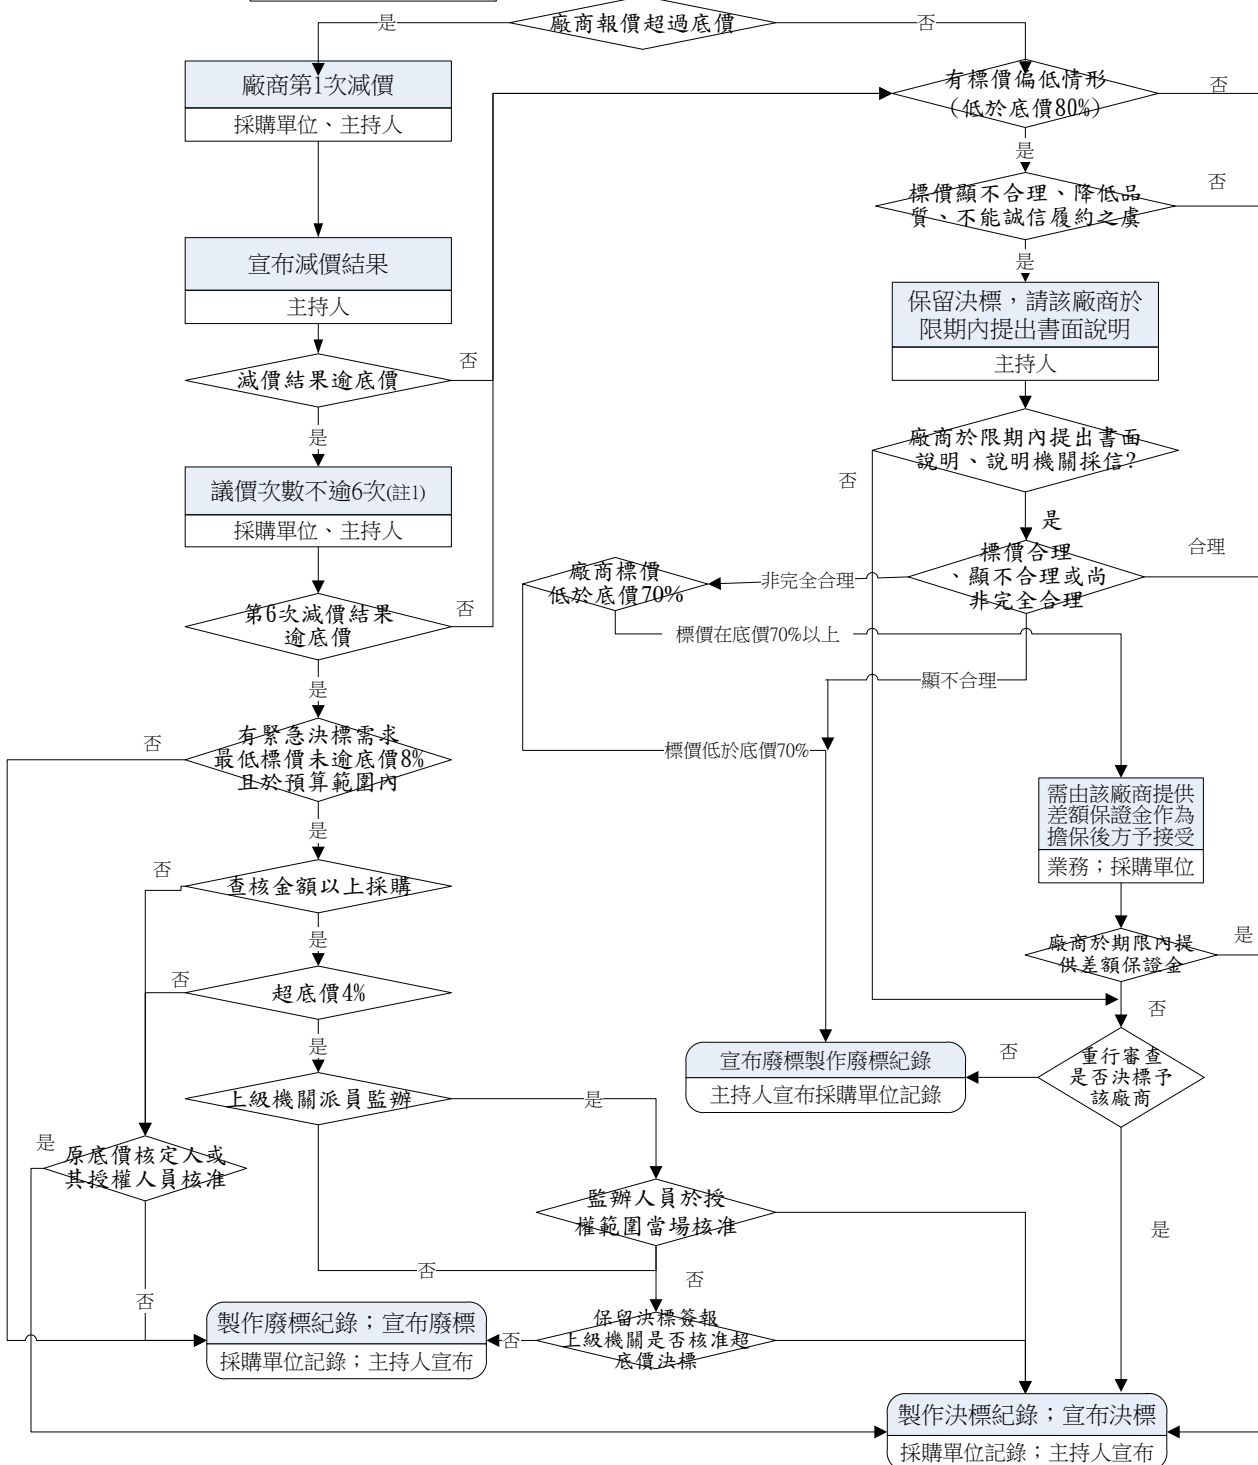 廠商報價超過底價
是
否
廠商第1次減價
採購單位、主持人
有標價偏低情形
(低於底價80%)
否
是
標價顯不合理、降低品
質、不能誠信履約之虞
否
是
宣布減價結果
主持人
保留決標，請該廠商於
限期內提出書面說明
主持人
減價結果逾底價
否
是
廠商於限期內提出書面
說明、說明機關採信?
否
是
議價次數不逾6次(註1)
採購單位、主持人
標價合理
、顯不合理或尚
非完全合理
合理
非完全合理
廠商標價
低於底價70%
第6次減價結果
逾底價
否
標價在底價70%以上
顯不合理
是
有緊急決標需求
最低標價未逾底價8%
且於預算範圍內
否
標價低於底價70%
是
需由該廠商提供
差額保證金作為
擔保後方予接受
業務；採購單位
查核金額以上採購
否
是
廠商於期限內提
供差額保證金
是
否
超底價4%
否
是
宣布廢標製作廢標紀錄
主持人宣布採購單位記錄
否
重行審查
是否決標予
該廠商
是
上級機關派員監辦
是
否
原底價核定人或
其授權人員核准
是
否
監辦人員於授
權範圍當場核准
否
製作廢標紀錄；宣布廢標
採購單位記錄；主持人宣布
否
保留決標簽報
上級機關是否核准超
底價決標
製作決標紀錄；宣布決標
採購單位記錄；主持人宣布